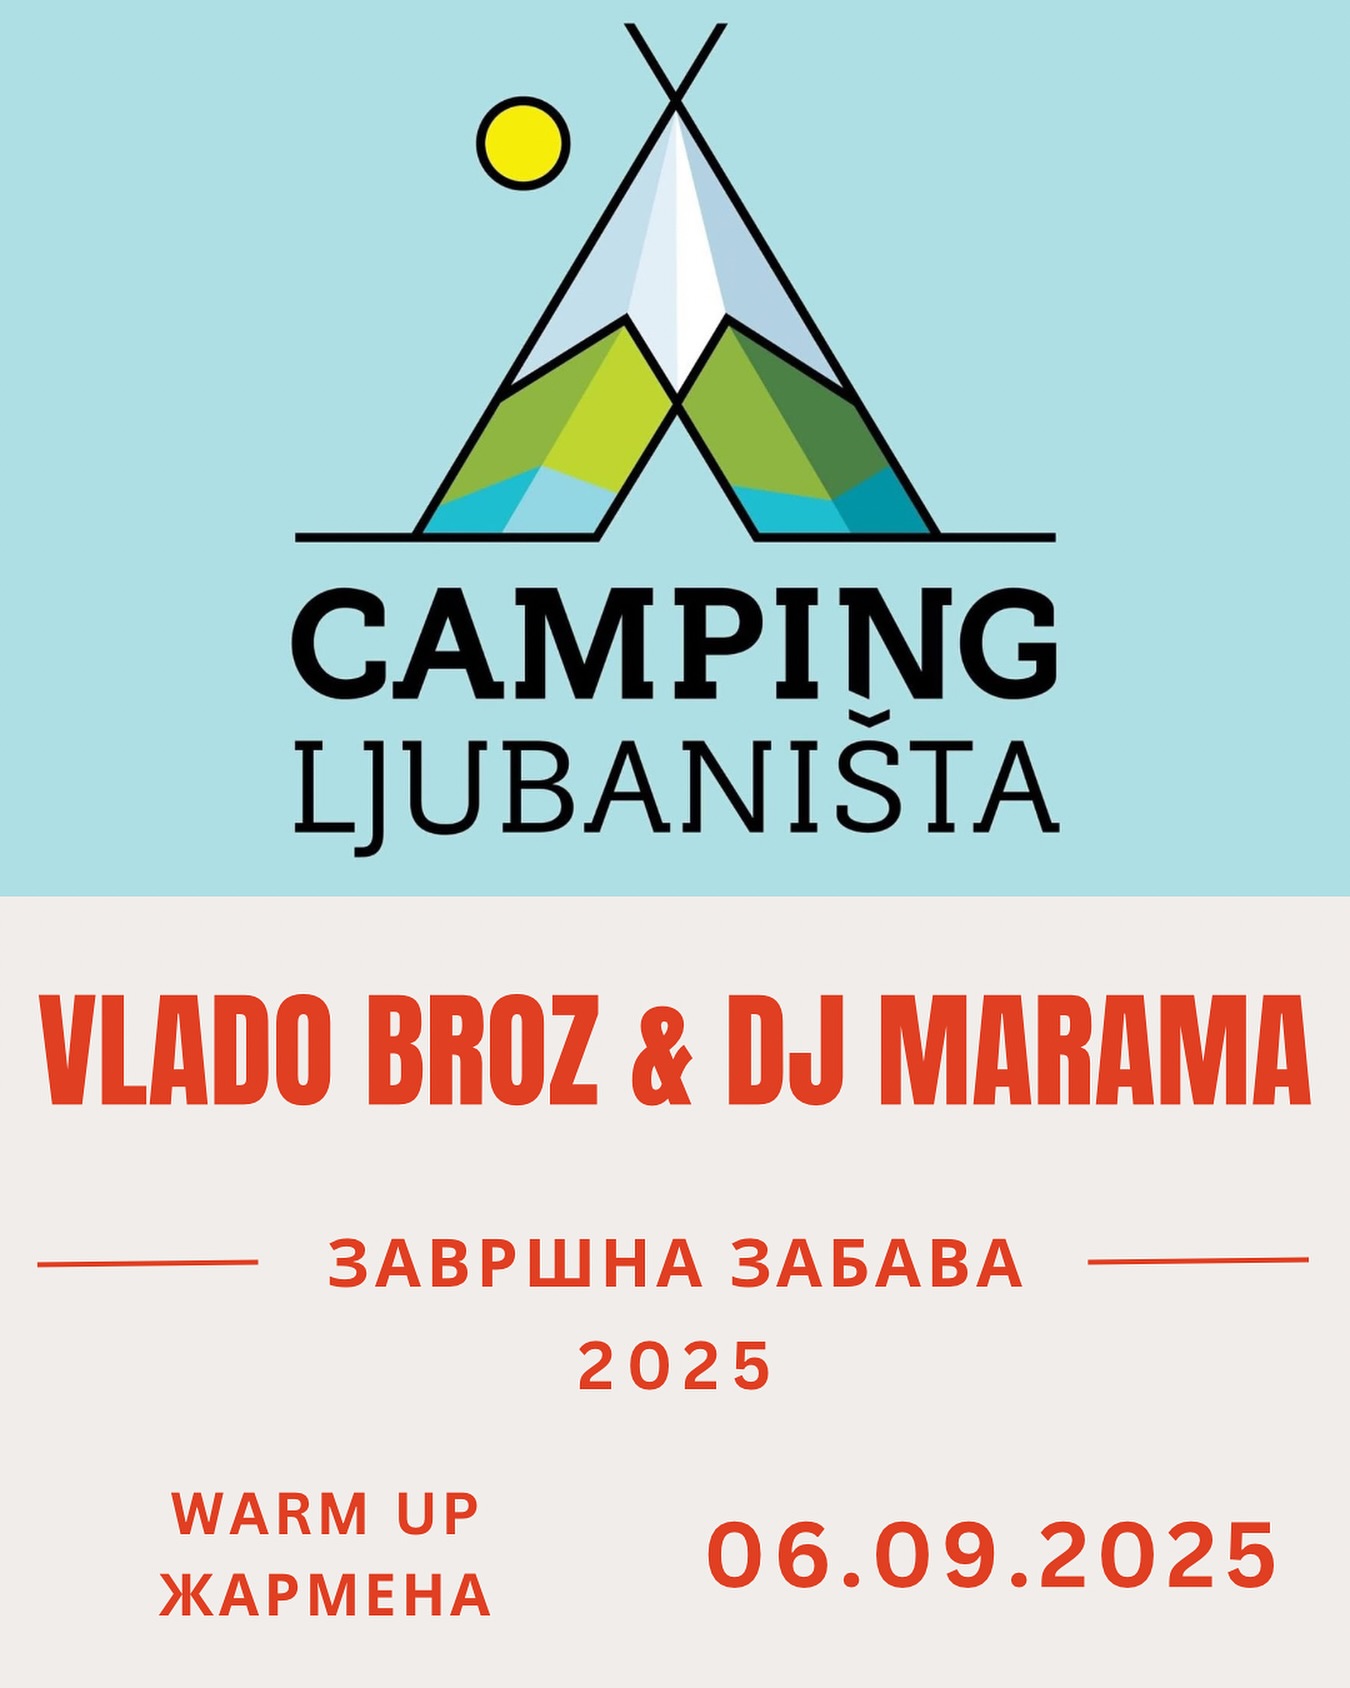 CAMPING
LJUBANIŠTA
VLADO BROZ & DJ MARAMA
ЗАВРШНА ЗАБАВА
2025
WARM UP
ЖАРМЕНА
06.09.2025